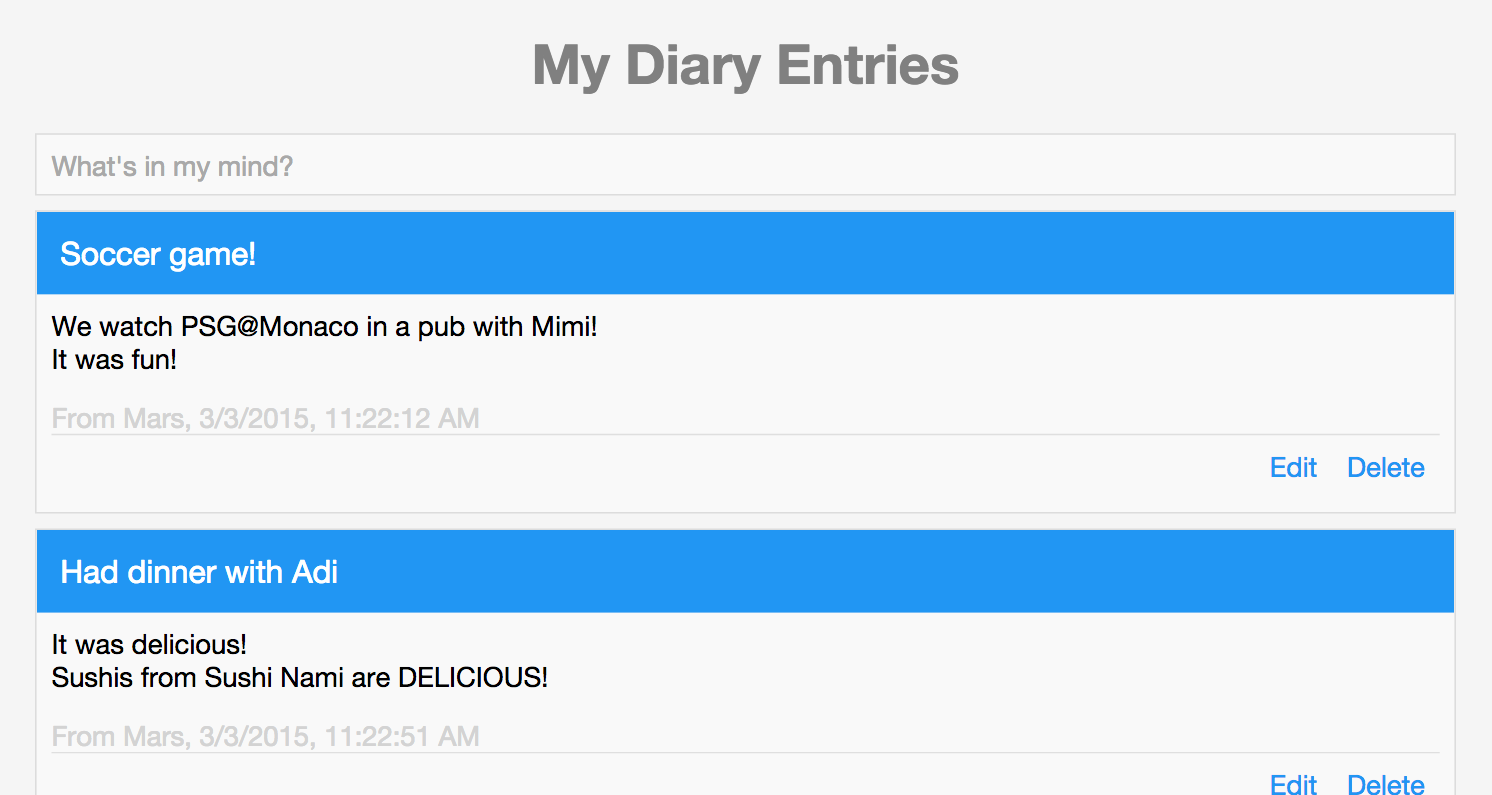 My Diary Entries
What's in my mind?
Soccer game!
We watch PSG@Monaco in a pub with Mimi!
It was fun!
From Mars, 3/3/2015, 11:22:12 AM
Edit Delete
Had dinner with Adi
It was delicious!
Sushis from Sushi Nami are DELICIOUS!
From Mars, 3/3/2015, 11:22:51 AM
Edit Delete